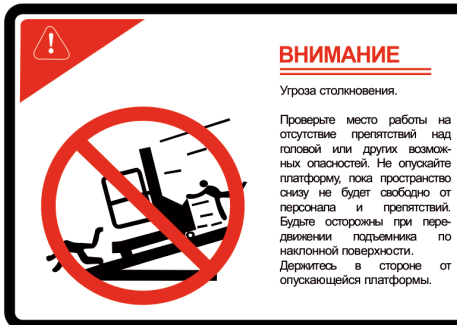 ВНИМАНИЕ
Угроза столкновения.
Проверьте место работы на
отсутствие препятствий над
головой или других возмож-
ных опасностей. Не опускайте
платформу, пока пространство
снизу не будет свободно от
персонала и препятствий.
Будьте осторожны при пере-
движении подъемника по
наклонной поверхности.
Держитесь в стороне от
опускающейся платформы.